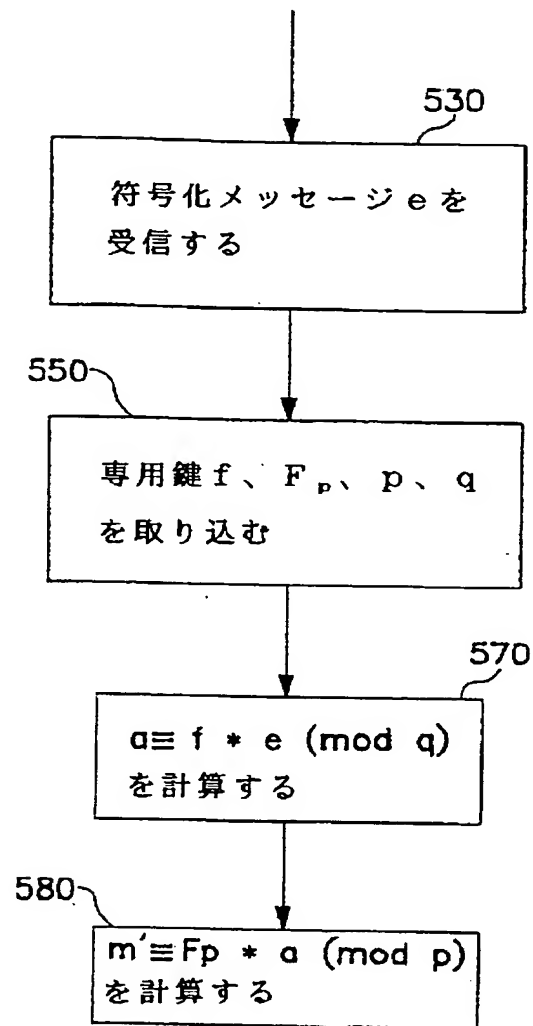 530
符号化メッセージeを
受信する
550
専用鍵f、Fp、p、q
を取り込む
570
a≡ f * e (mod q)
を計算する
580
m′≡Fp * a (mod p)
を計算する